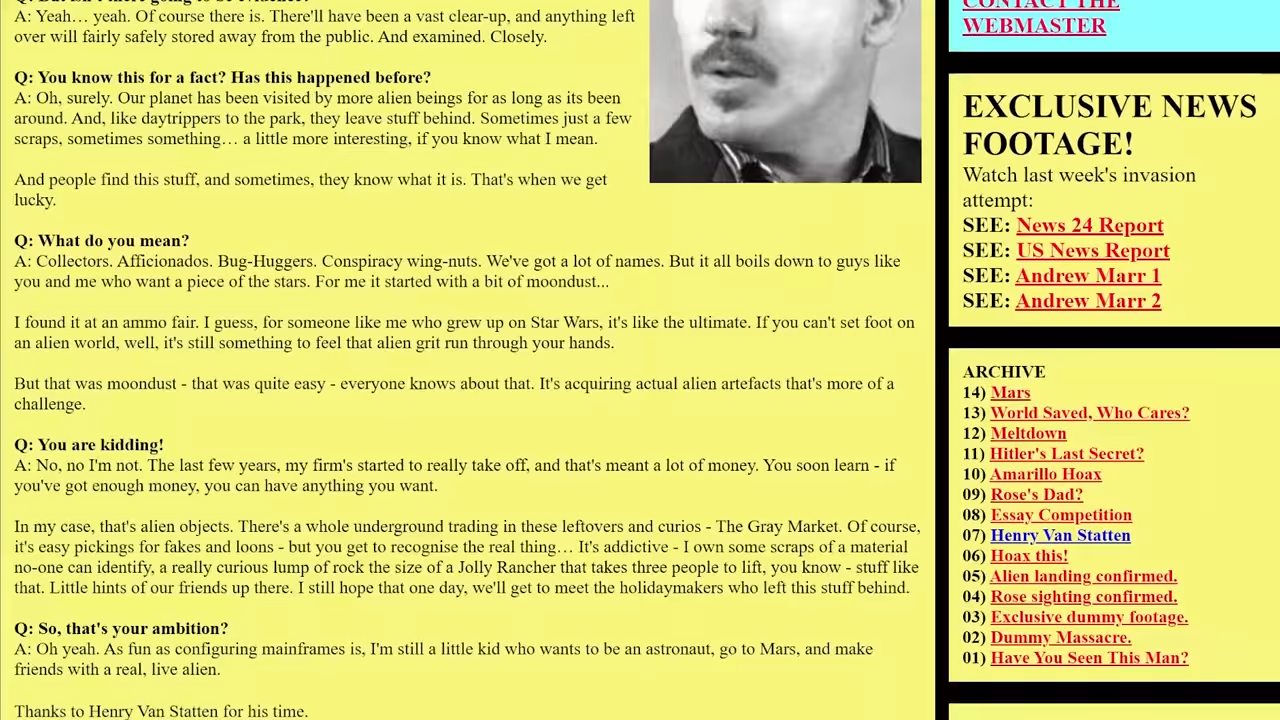 A: Yeah… yeah. Of course there is. There'll have been a vast clear-up, and anything left
over will fairly safely stored away from the public. And examined. Closely.
Q: You know this for a fact? Has this happened before?
A: Oh, surely. Our planet has been visited by more alien beings for as long as its been
around. And, like daytrippers to the park, they leave stuff behind. Sometimes just a few
scraps, sometimes something… a little more interesting, if you know what I mean.
And people find this stuff, and sometimes, they know what it is. That's when we get
lucky.
Q: What do you mean?
A: Collectors. Afficionados. Bug-Huggers. Conspiracy wing-nuts. We've got a lot of names. But it all boils down to guys like
you and me who want a piece of the stars. For me it started with a bit of moondust...
I found it at an ammo fair. I guess, for someone like me who grew up on Star Wars, it's like the ultimate. If you can't set foot on
an alien world, well, it's still something to feel that alien grit run through your hands.
But that was moondust - that was quite easy - everyone knows about that. It's acquiring actual alien artefacts that's more of a
challenge.
Q: You are kidding!
A: No, no I'm not. The last few years, my firm's started to really take off, and that's meant a lot of money. You soon learn - if
you've got enough money, you can have anything you want.
In my case, that's alien objects. There's a whole underground trading in these leftovers and curios - The Gray Market. Of course,
it's easy pickings for fakes and loons - but you get to recognise the real thing… It's addictive - I own some scraps of a material
no-one can identify, a really curious lump of rock the size of a Jolly Rancher that takes three people to lift, you know - stuff like
that. Little hints of our friends up there. I still hope that one day, we'll get to meet the holidaymakers who left this stuff behind.
Q: So, that's your ambition?
A: Oh yeah. As fun as configuring mainframes is, I'm still a little kid who wants to be an astronaut, go to Mars, and make
friends with a real, live alien.
Thanks to Henry Van Statten for his time.
CONTACT THE
WEBMASTER
EXCLUSIVE NEWS
FOOTAGE!
Watch last week's invasion
attempt:
SEE: News 24 Report
SEE: US News Report
SEE: Andrew Marr 1
SEE: Andrew Marr 2
ARCHIVE
14) Mars
13) World Saved, Who Cares?
12) Meltdown
11) Hitler's Last Secret?
10) Amarillo Hoax
09) Rose's Dad?
08) Essay Competition
07) Henry Van Statten
06) Hoax this!
05) Alien landing confirmed.
04) Rose sighting confirmed.
03) Exclusive dummy footage.
02) Dummy Massacre.
01) Have You Seen This Man?